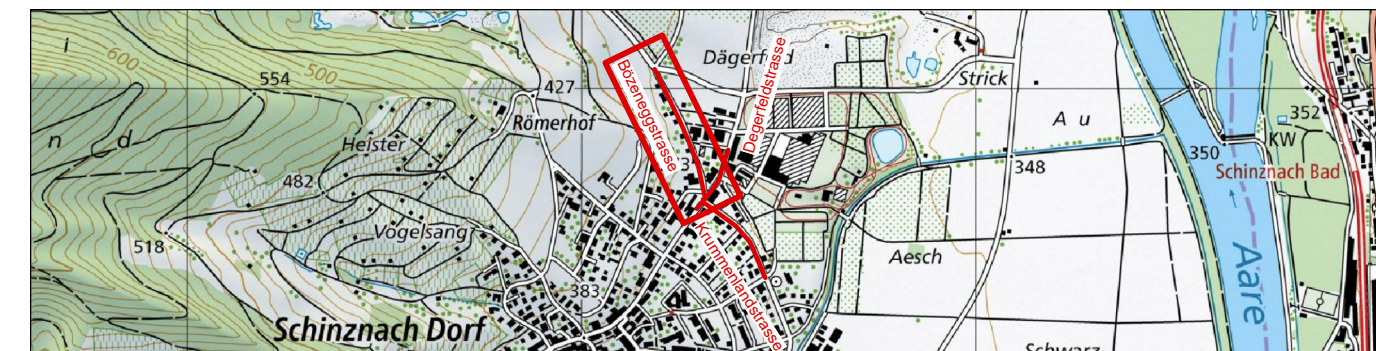 i
600
554
500
427
Römerhof
n
d
Heister
482
Vogelsang
518
383
Schinznach Dorf
Bözeneggstrasse
Degerfeldstrasse
Krummenlandstrasse
Strick
A u
348
Aesch
350
352
KW
Schinznach Bad
Aare